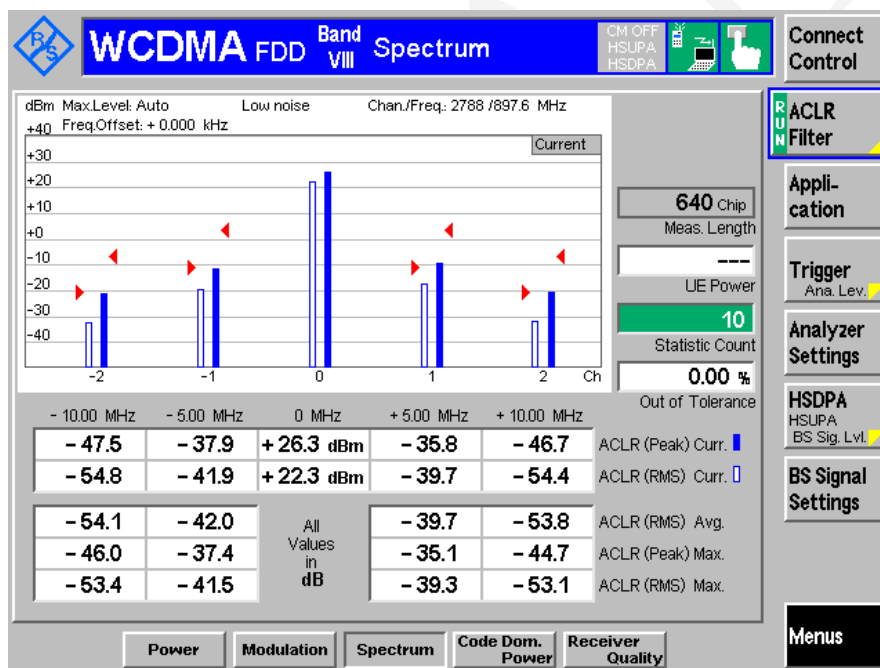 R/S
WCDMA FDD Band VIII Spectrum
CM OFF
HSUPA
HSDPA
Connect Control
dBm Max.Level: Auto Low noise Chan./Freq.: 2788 /897.6 MHz
+40 Freq.Offset: + 0.000 kHz
Current
+30
+20
+10
+0
-10
-20
-30
-40
-2 -1 0 1 2 Ch
640 Chip
Meas. Length
---
UE Power
10
Statistic Count
0.00 %
Out of Tolerance
- 10.00 MHz - 5.00 MHz 0 MHz + 5.00 MHz + 10.00 MHz
- 47.5 - 37.9 + 26.3 dBm - 35.8 - 46.7 ACLR (Peak) Curr.
- 54.8 - 41.9 + 22.3 dBm - 39.7 - 54.4 ACLR (RMS) Curr.
- 54.1 - 42.0 - 39.7 - 53.8 ACLR (RMS) Avg.
- 46.0 - 37.4 - 35.1 - 44.7 ACLR (Peak) Max.
- 53.4 - 41.5 - 39.3 - 53.1 ACLR (RMS) Max.
All
Values
in
dB
RUN
ACLR
Filter
Appli-
cation
Trigger
Ana. Lev.
Analyzer
Settings
HSDPA
HSUPA
BS Sig. Lvl.
BS Signal
Settings
Menus
Power
Modulation
Spectrum
Code Dom.
Power
Receiver
Quality